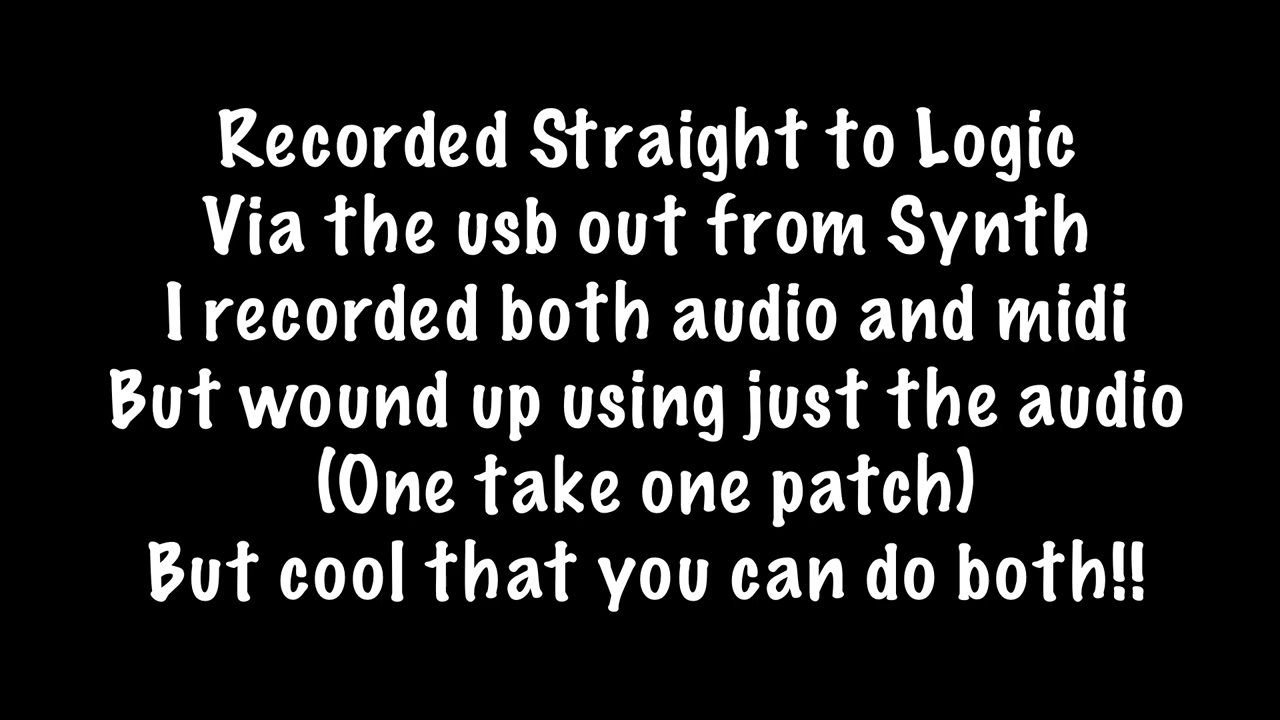 Recorded Straight to Logic
Via the usb out from Synth
I recorded both audio and midi
But wound up using just the audio
(One take one patch)
But cool that you can do both!!